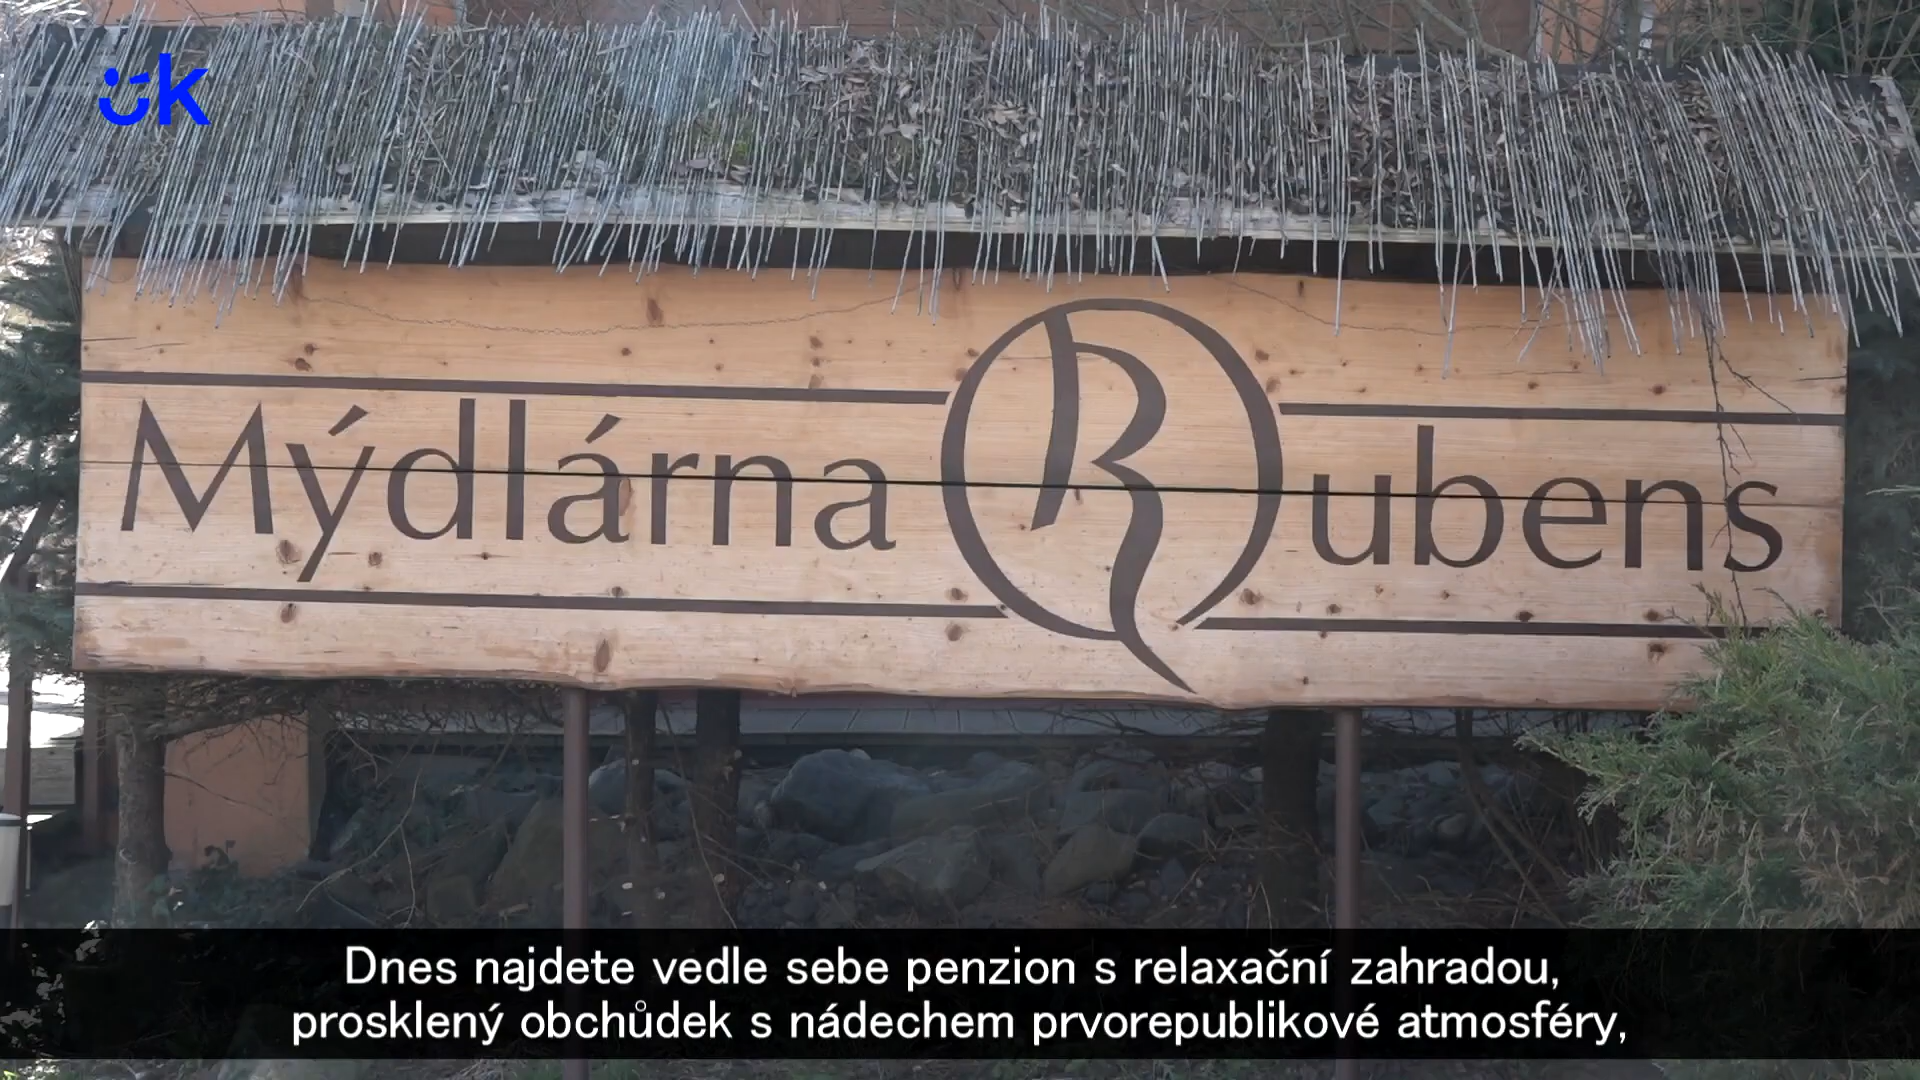 ük
Mýdlárna Rubens
Dnes najdete vedle sebe penzion s relaxační zahradou,
prosklený obchůdek s nádechem prvorepublikové atmosféry,